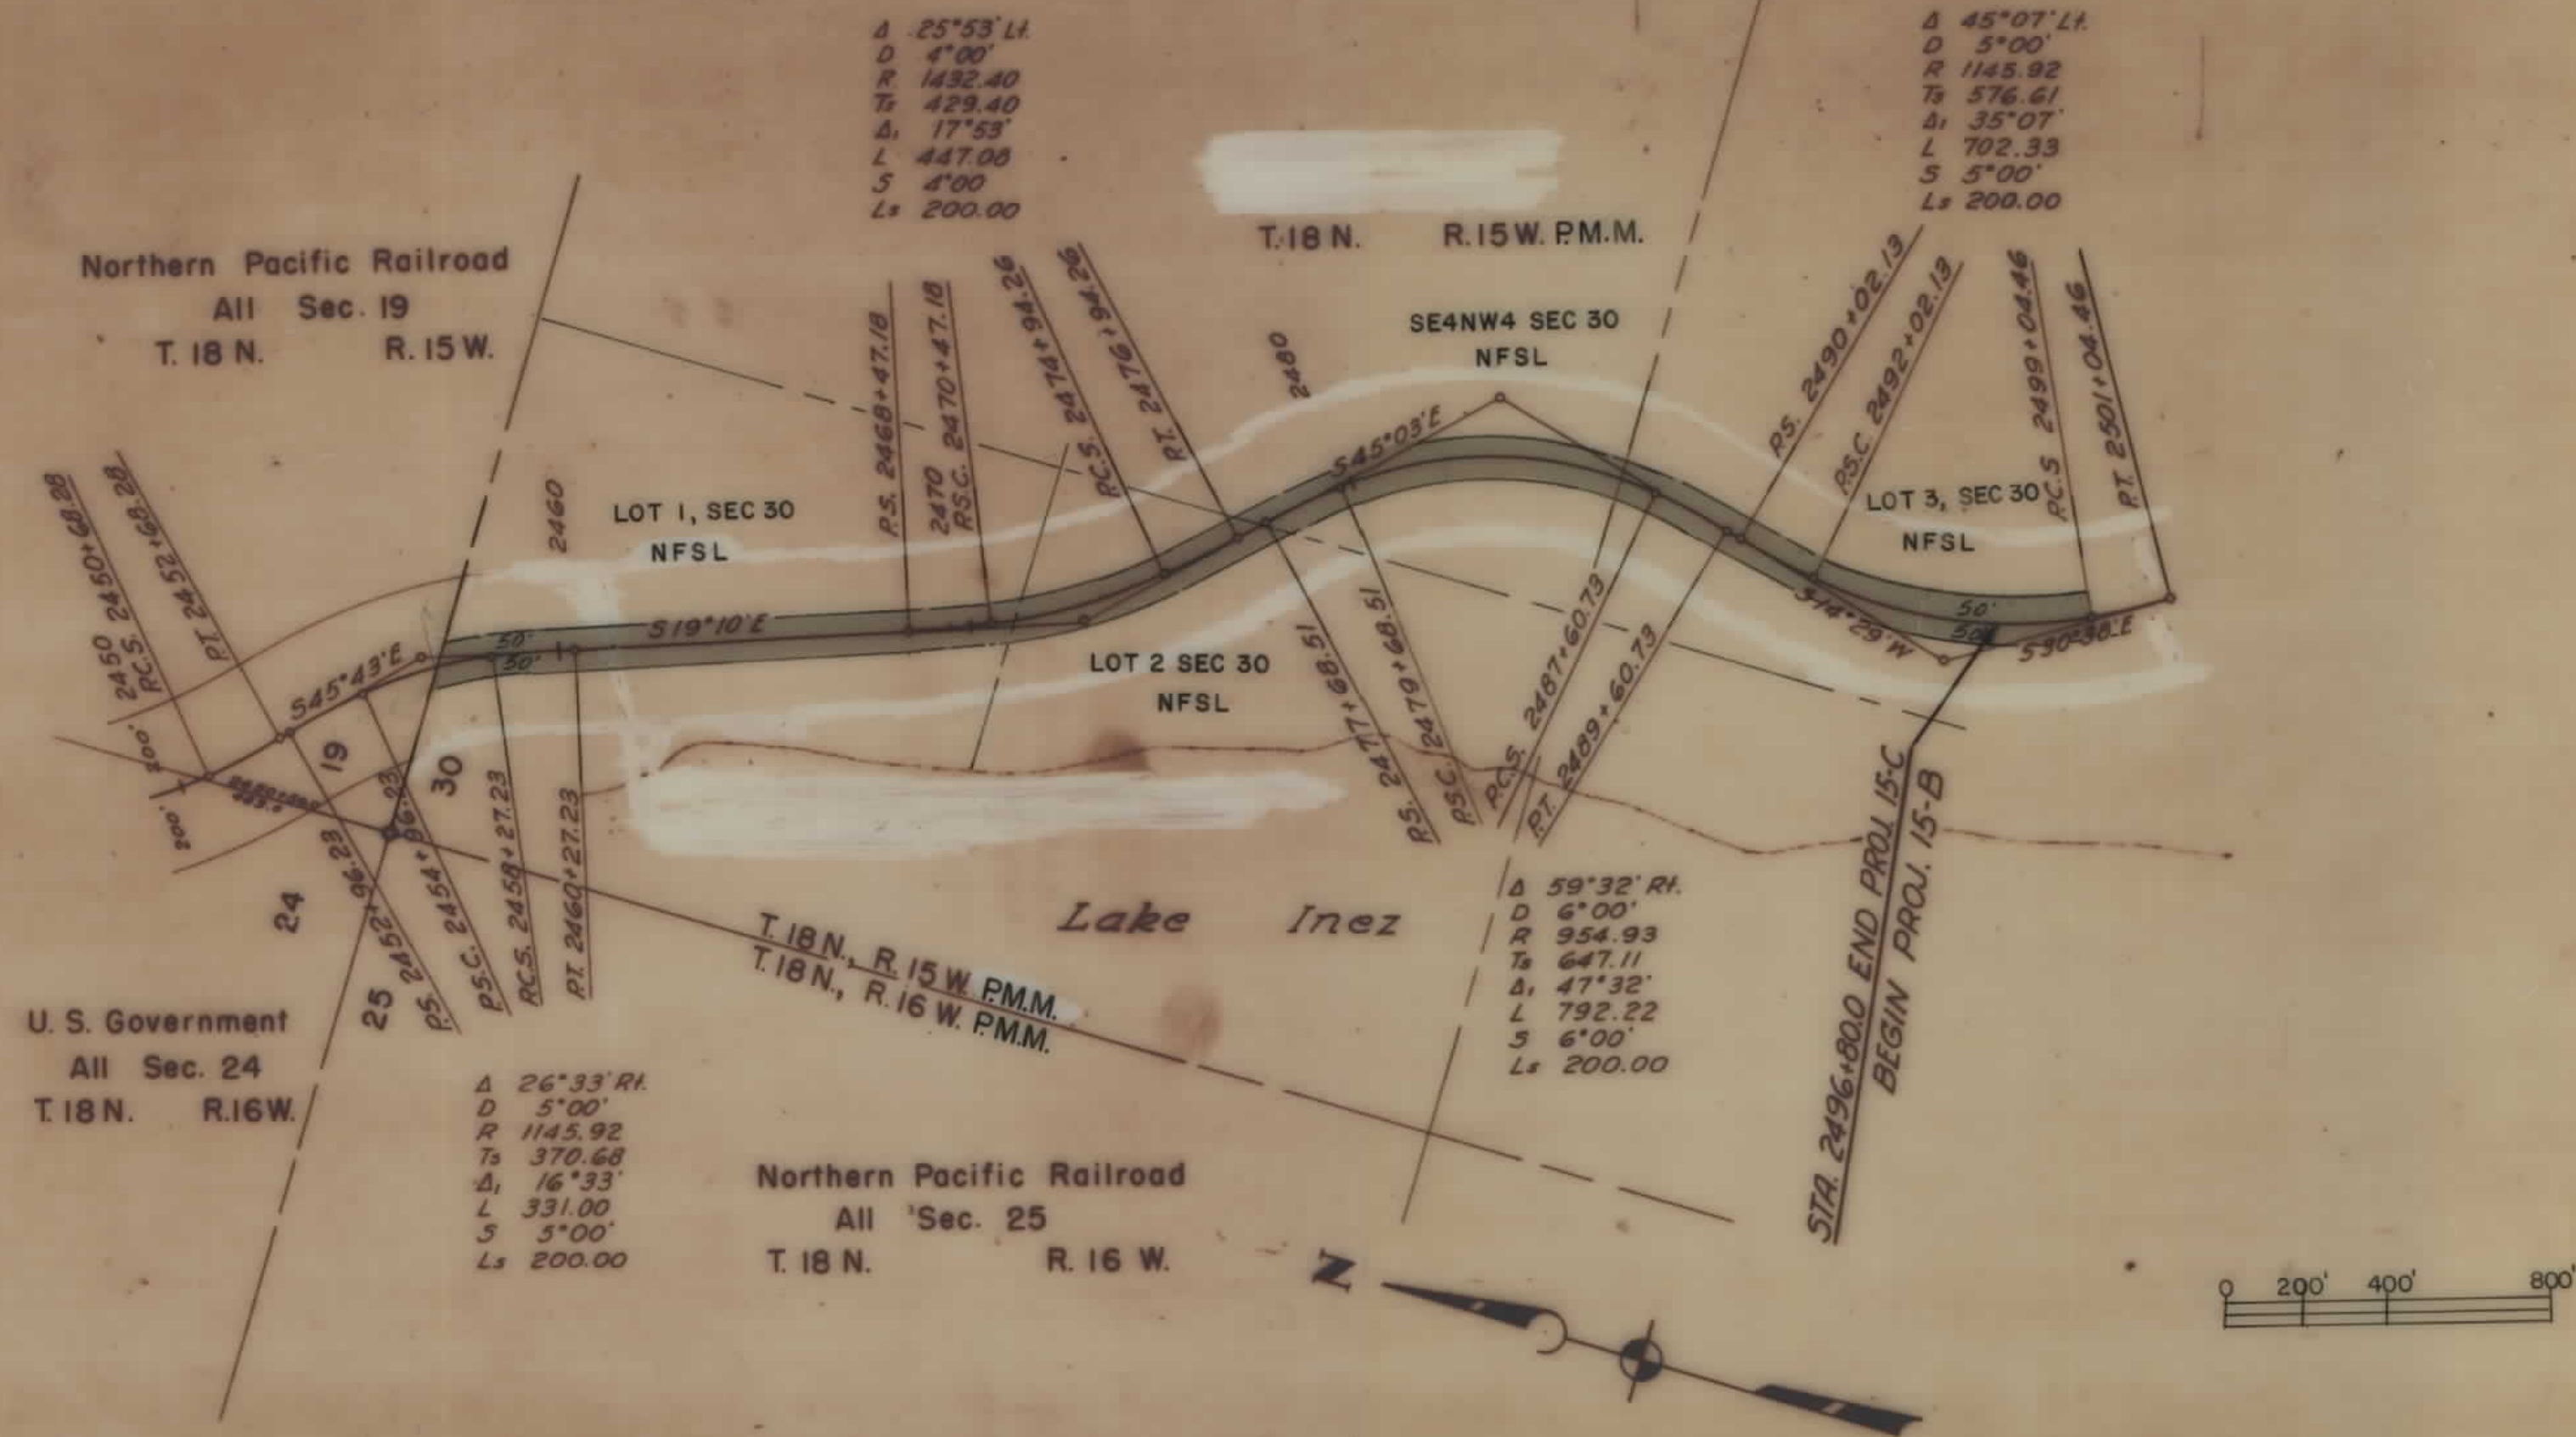 Δ 25°53' Lt.
D 4°00'
R 1432.40
Ts 429.40
Δ₁ 17°53'
L 447.08
S 4°00
Ls 200.00
Δ 45°07' Lt.
D 5°00'
R 1145.92
Ts 576.61
Δ₁ 35°07'
L 702.33
S 5°00'
Ls 200.00
T. 18 N. R. 15 W. P.M.M.
Northern Pacific Railroad
All Sec. 19
T. 18 N. R. 15 W.
SE4NW4 SEC 30
NFSL
2450
P.C.S. 2450+68.28
P.T. 2452+68.28
2460
LOT 1, SEC 30
NFSL
P.S. 2468+47.18
2470
P.S.C. 2470+47.18
P.C.S. 2474+94.26
P.T. 2476+94.26
2480
P.S. 2490+02.13
P.S.C. 2492+02.13
P.C.S 2499+04.46
P.T. 2501+04.46
LOT 3, SEC 30
NFSL
S45°43'E
S19°10'E
S45°03'E
S14°29'W
S30°38'E
50'
50'
50'
50'
200'
200'
LOT 2 SEC 30
NFSL
19
30
24
25
P.S. 2452+96.23
P.S.C. 2454+96.23
P.C.S. 2458+27.23
P.T. 2460+27.23
P.S. 2477+68.51
P.S.C. 2479+68.51
P.C.S. 2487+60.73
P.T. 2489+60.73
Lake Inez
T. 18 N., R. 15 W. P.M.M.
T. 18 N., R. 16 W. P.M.M.
Δ 59°32' Rt.
D 6°00'
R 954.93
Ts 647.11
Δ₁ 47°32'
L 792.22
S 6°00'
Ls 200.00
STA. 2496+80.0 END PROJ. 15-C
BEGIN PROJ. 15-B
U. S. Government
All Sec. 24
T. 18 N. R. 16 W.
Δ 26°33' Rt.
D 5°00'
R 1145.92
Ts 370.68
Δ₁ 16°33'
L 331.00
S 5°00'
Ls 200.00
Northern Pacific Railroad
All Sec. 25
T. 18 N. R. 16 W.
N
0 200' 400' 800'